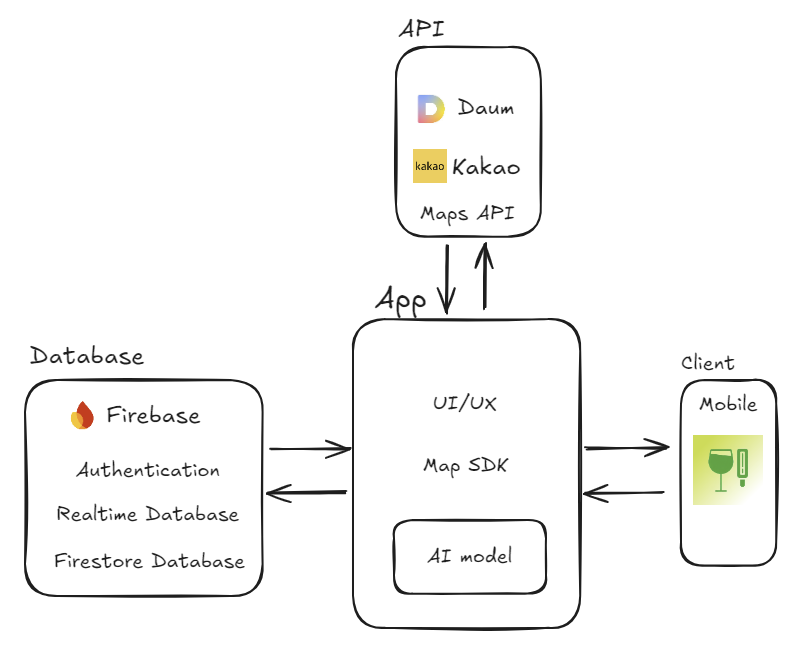 API
Daum
kakao Kakao
Maps API
App
Database
Firebase
Authentication
Realtime Database
Firestore Database
UI/UX
Map SDK
AI model
Client
Mobile